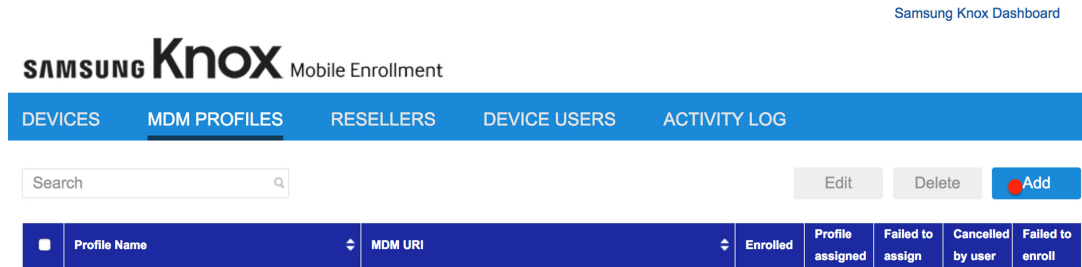 Samsung Knox Dashboard
SAMSUNG Knox Mobile Enrollment
DEVICES MDM PROFILES RESELLERS DEVICE USERS ACTIVITY LOG
Search Edit Delete Add
Profile Name MDM URI Enrolled Profile assigned Failed to assign Cancelled by user Failed to enroll